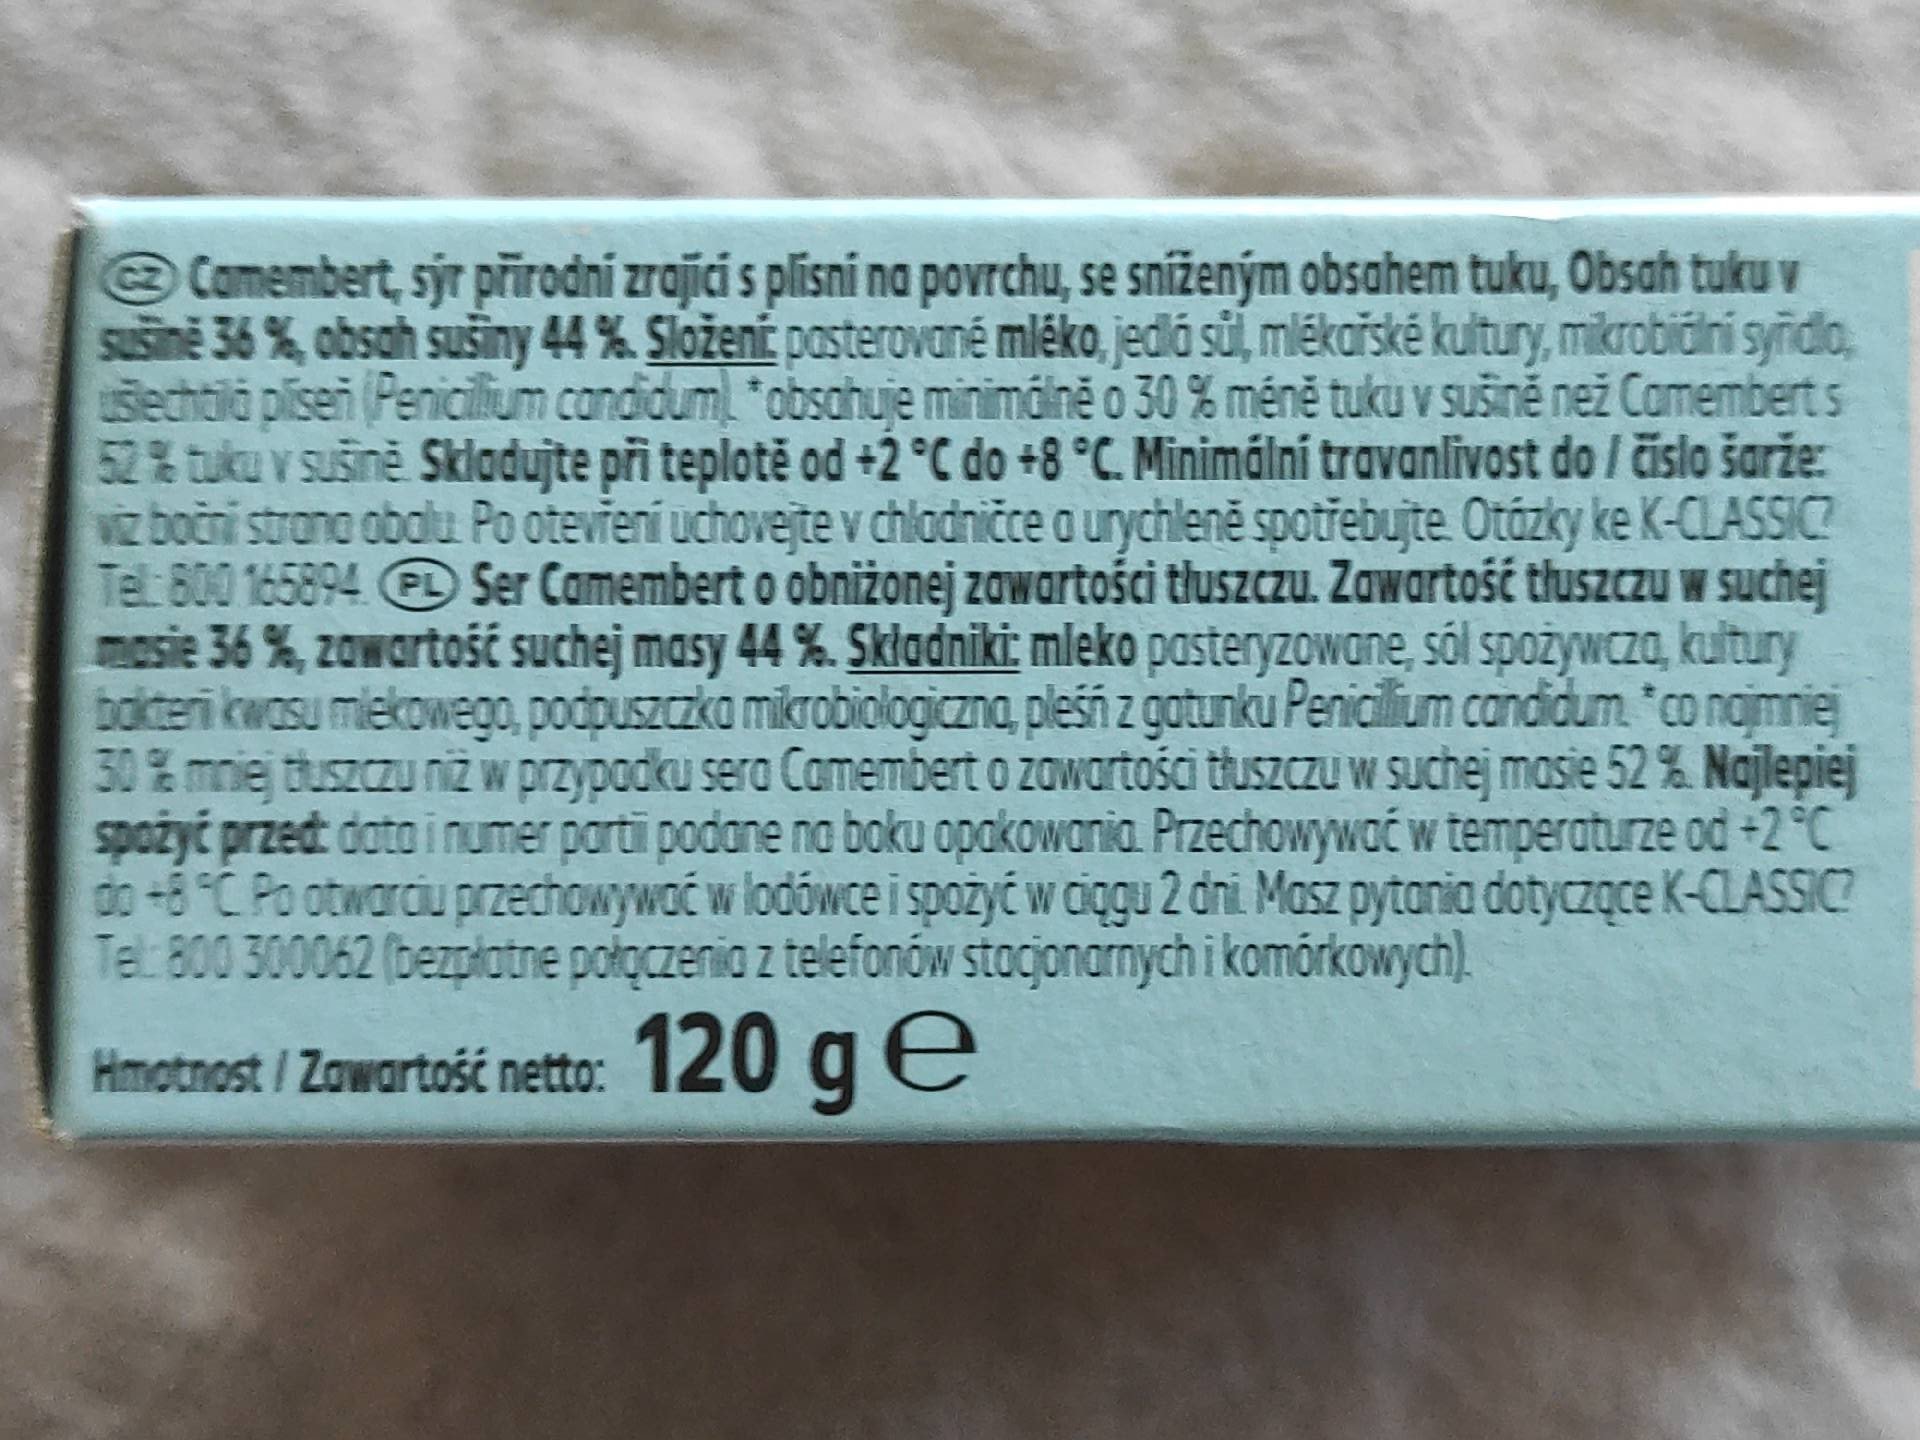 CZ Camembert, sýr přírodní zrající s plísní na povrchu, se sníženým obsahem tuku, Obsah tuku v
sušině 36 %, obsah sušiny 44 %. Složení: pasterované mléko, jedlá sůl, mlékařské kultury, mikrobiální syřidlo,
ušlechtilá plíseň (Penicillium candidum). *obsahuje minimálně o 30 % méně tuku v sušině než Camembert s
52 % tuku v sušině. Skladujte při teplotě od +2 °C do +8 °C. Minimální travanlivost do / číslo šarže:
viz boční strana obalu. Po otevření uchovejte v chladničce a urychleně spotřebujte. Otázky ke K-CLASSIC?
Tel.: 800 165894. PL Ser Camembert o obniżonej zawartości tłuszczu. Zawartość tłuszczu w suchej
masie 36 %, zawartość suchej masy 44 %. Składniki: mleko pasteryzowane, sól spożywcza, kultury
bakterii kwasu mlekowego, podpuszczka mikrobiologiczna, pleśń z gatunku Penicillium candidum. *co najmniej
30 % mniej tłuszczu niż w przypadku sera Camembert o zawartości tłuszczu w suchej masie 52 %. Najlepiej
spożyć przed: data i numer partii podane na boku opakowania. Przechowywać w temperaturze od +2 °C
do +8 °C. Po otwarciu przechowywać w lodówce i spożyć w ciągu 2 dni. Masz pytania dotyczące K-CLASSIC?
Tel.: 800 300062 (bezpłatne połączenia z telefonów stacjonarnych i komórkowych).
Hmotnost / Zawartość netto: 120 g e